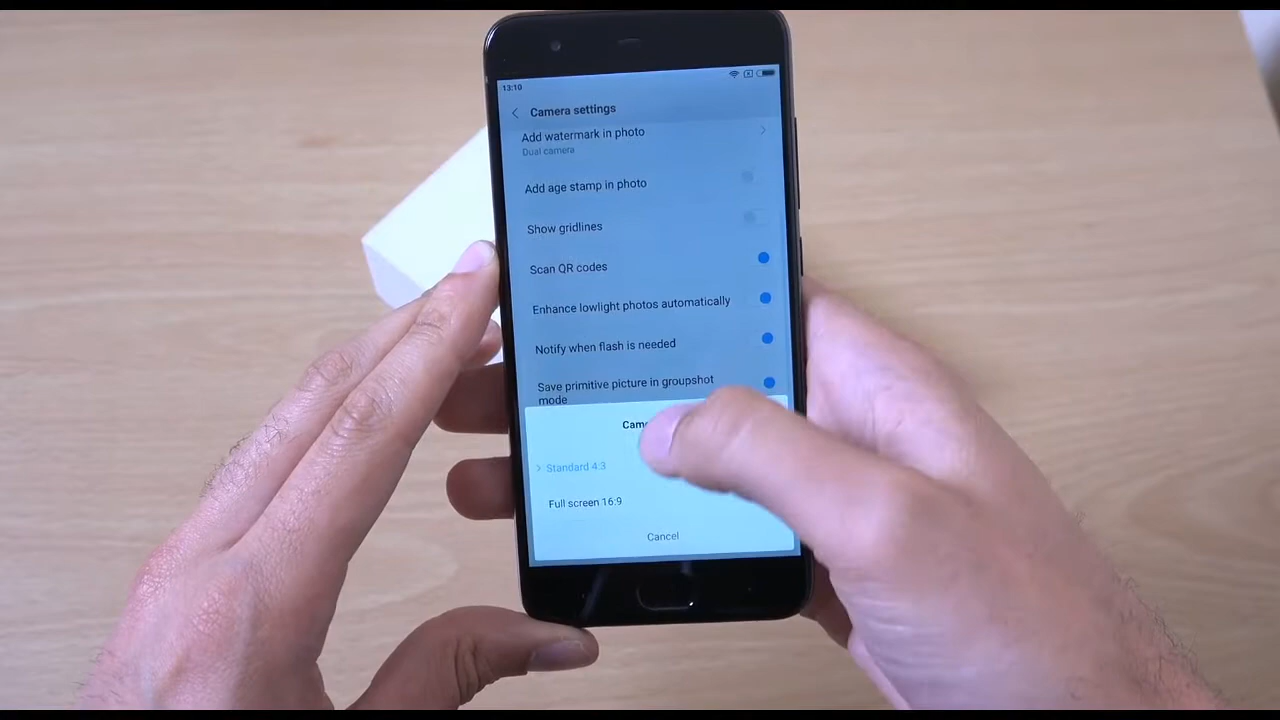 13:10
Camera settings
Add watermark in photo
Dual camera
Add age stamp in photo
Show gridlines
Scan QR codes
Enhance lowlight photos automatically
Notify when flash is needed
Save primitive picture in groupshot
mode
Standard 4:3
Full screen 16:9
Cancel